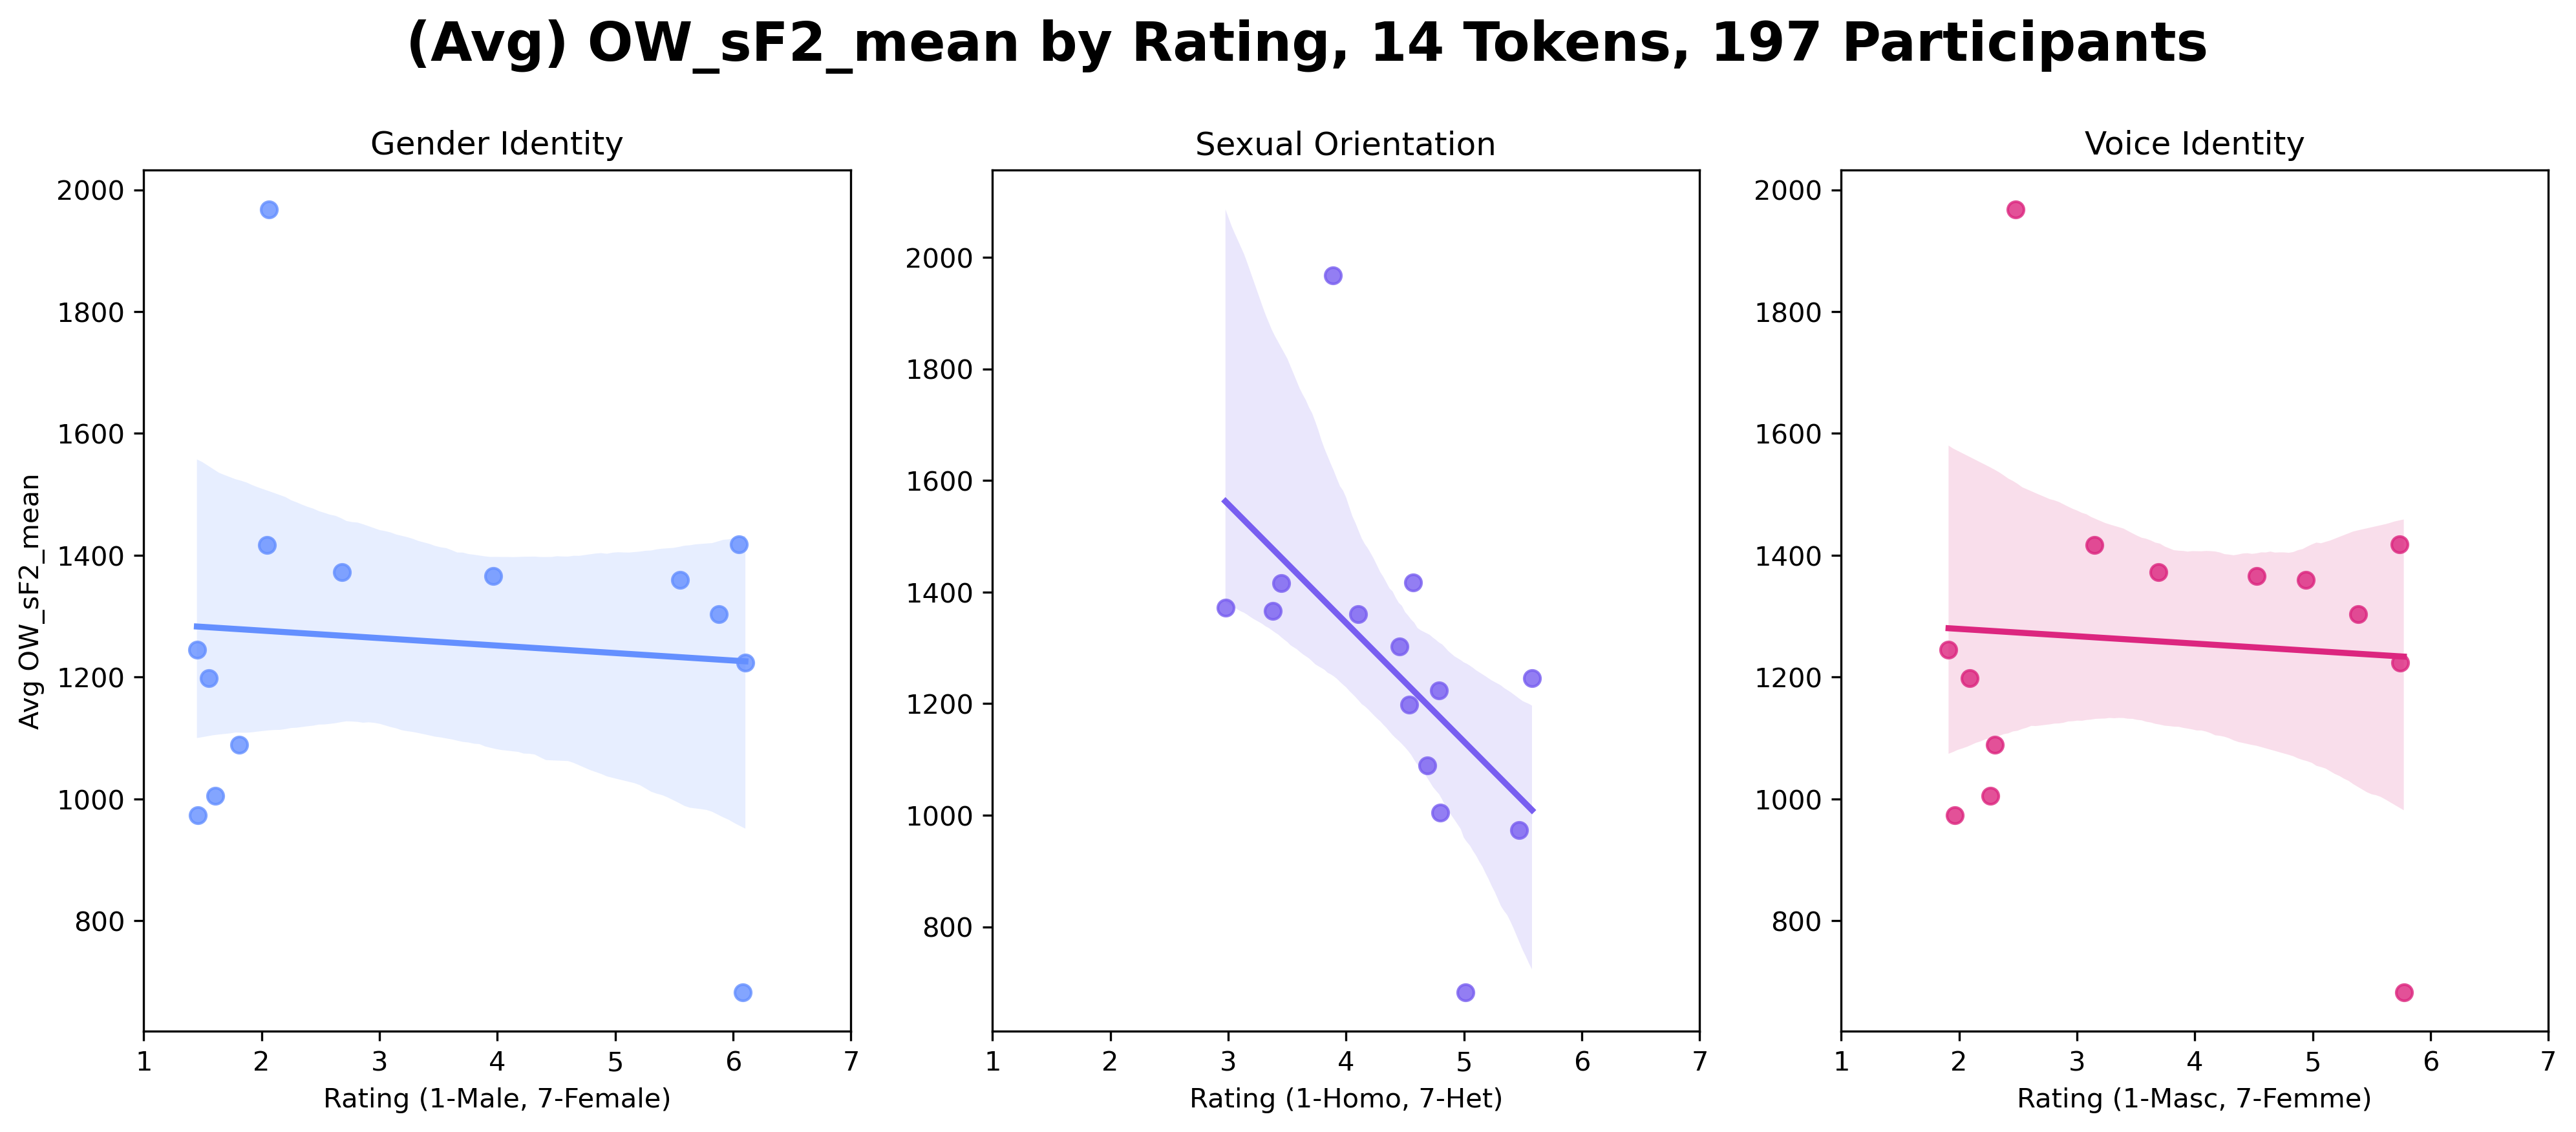 (Avg) OW_sF2_mean by Rating, 14 Tokens, 197 Participants
Gender Identity
Avg OW_sF2_mean
2000
1800
1600
1400
1200
1000
800
1 2 3 4 5 6 7
Rating (1-Male, 7-Female)
Sexual Orientation
2000
1800
1600
1400
1200
1000
800
1 2 3 4 5 6 7
Rating (1-Homo, 7-Het)
Voice Identity
2000
1800
1600
1400
1200
1000
800
1 2 3 4 5 6 7
Rating (1-Masc, 7-Femme)